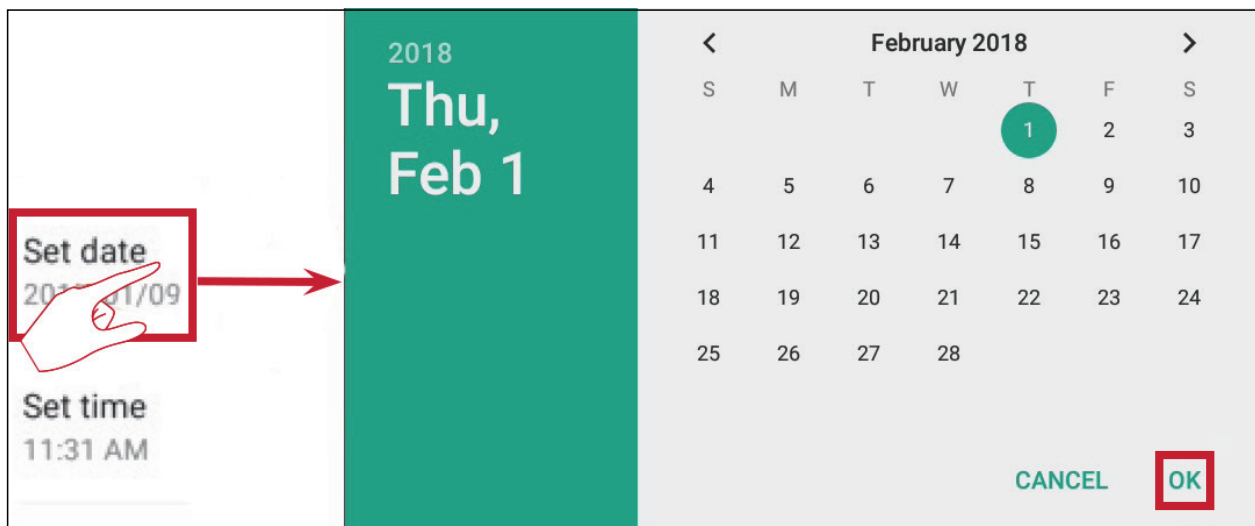 Set date
01/09
Set time
11:31 AM
2018
Thu,
Feb 1
February 2018
S M T W T F S
1 2 3
4 5 6 7 8 9 10
11 12 13 14 15 16 17
18 19 20 21 22 23 24
25 26 27 28
CANCEL OK